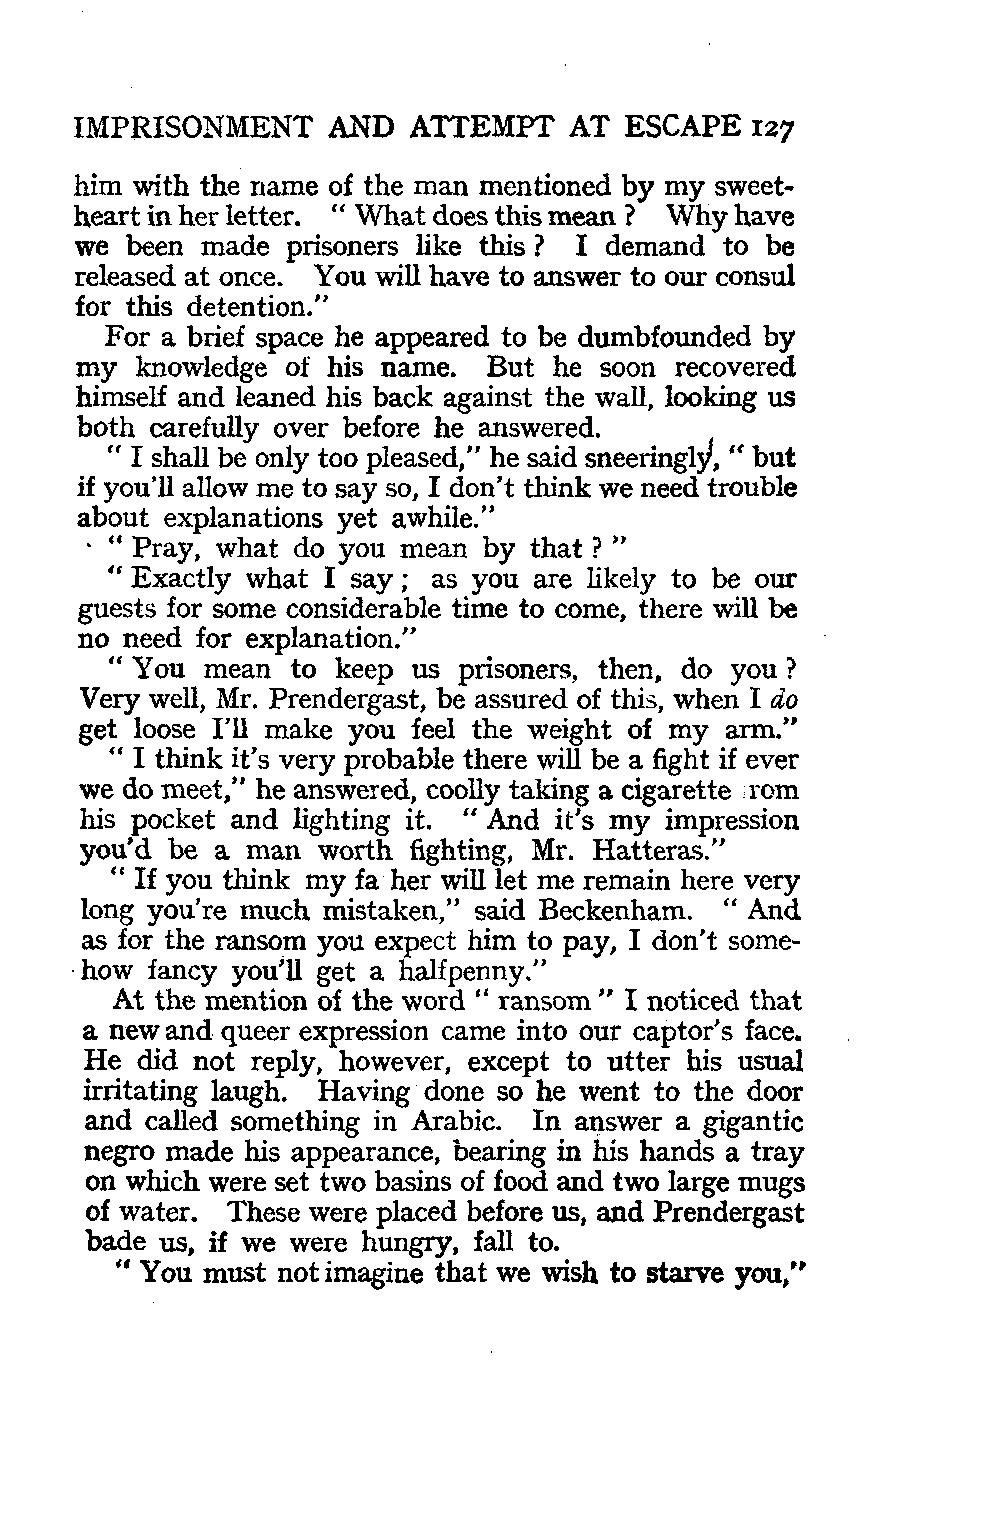 IMPRISONMENT AND ATTEMPT AT ESCAPE 127
him with the name of the man mentioned by my sweet-
heart in her letter. “ What does this mean ? Why have
we been made prisoners like this ? I demand to be
released at once. You will have to answer to our consul
for this detention.”
For a brief space he appeared to be dumbfounded by
my knowledge of his name. But he soon recovered
himself and leaned his back against the wall, looking us
both carefully over before he answered.
“ I shall be only too pleased,” he said sneeringly, “ but
if you'll allow me to say so, I don't think we need trouble
about explanations yet awhile.”
“ Pray, what do you mean by that ? ”
“ Exactly what I say ; as you are likely to be our
guests for some considerable time to come, there will be
no need for explanation.”
“ You mean to keep us prisoners, then, do you ?
Very well, Mr. Prendergast, be assured of this, when I do
get loose I'll make you feel the weight of my arm.”
“ I think it's very probable there will be a fight if ever
we do meet,” he answered, coolly taking a cigarette rom
his pocket and lighting it. “ And it's my impression
you'd be a man worth fighting, Mr. Hatteras.”
“ If you think my fa her will let me remain here very
long you're much mistaken,” said Beckenham. “ And
as for the ransom you expect him to pay, I don't some-
how fancy you'll get a halfpenny.”
At the mention of the word “ ransom ” I noticed that
a new and queer expression came into our captor's face.
He did not reply, however, except to utter his usual
irritating laugh. Having done so he went to the door
and called something in Arabic. In answer a gigantic
negro made his appearance, bearing in his hands a tray
on which were set two basins of food and two large mugs
of water. These were placed before us, and Prendergast
bade us, if we were hungry, fall to.
“ You must not imagine that we wish to starve you,”